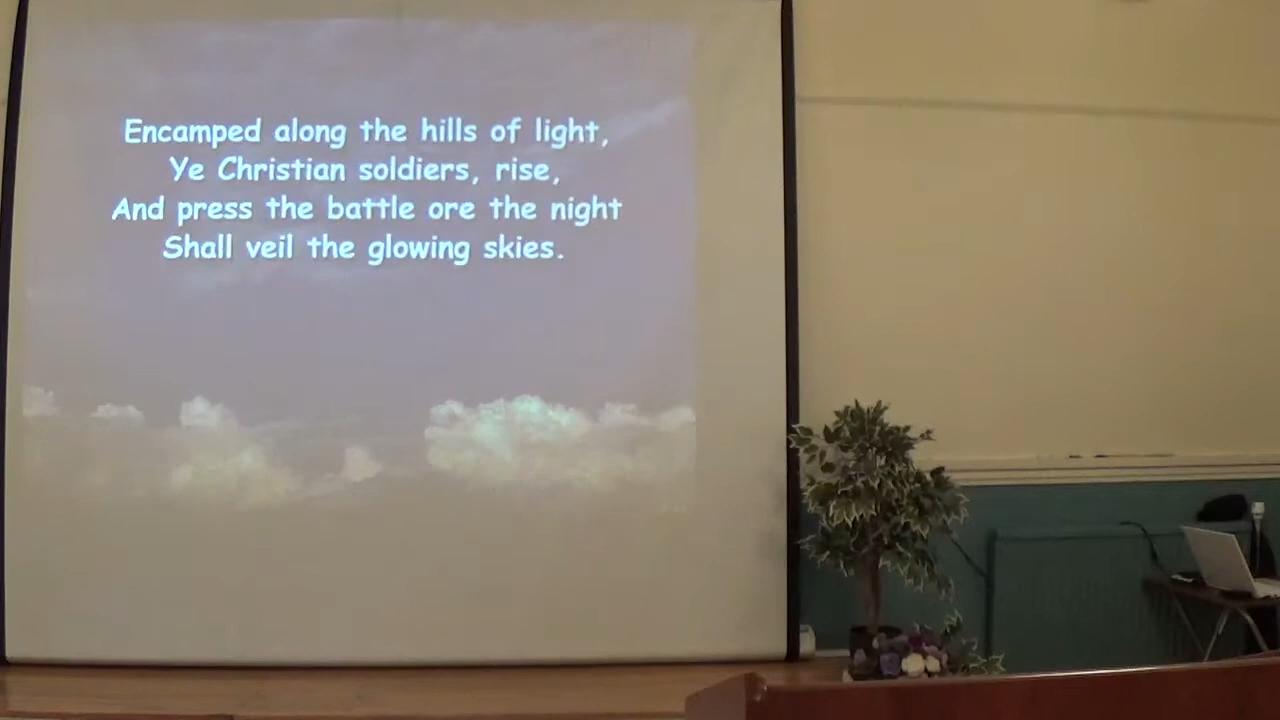 Encamped along the hills of light,
Ye Christian soldiers, rise,
And press the battle ore the night
Shall veil the glowing skies.